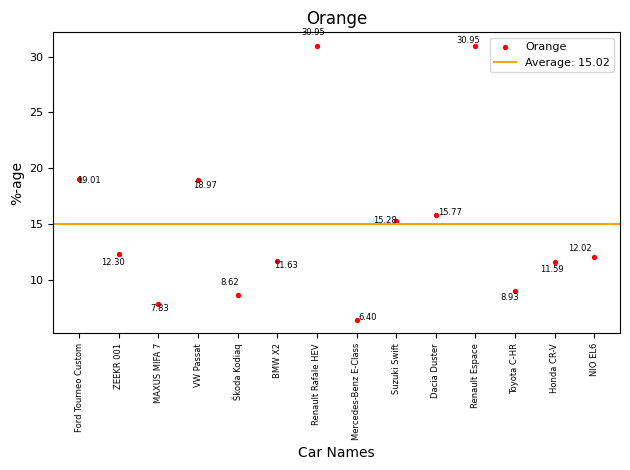 Orange
30.95
30.95
Orange
Average: 15.02
30
25
20
15
10
%-age
19.01
18.97
15.28
15.77
12.30
12.02
11.63
11.59
8.62
8.93
7.83
6.40
Ford Tourneo Custom
ZEEKR 001
MAXUS MIFA 7
VW Passat
Škoda Kodiaq
BMW X2
Renault Rafale HEV
Mercedes-Benz E-Class
Suzuki Swift
Dacia Duster
Renault Espace
Toyota C-HR
Honda CR-V
NIO EL6
Car Names